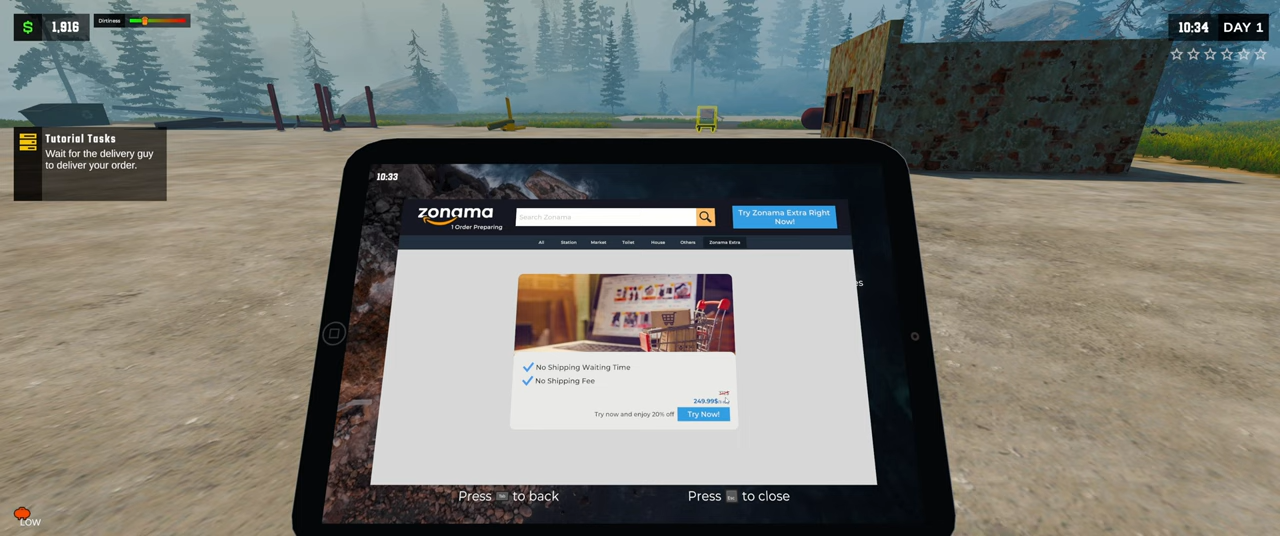 $ 1,916
Dirtiness
10:34 DAY 1
Tutorial Tasks
Wait for the delivery guy
to deliver your order.
10:33
zonama
1 Order Preparing
Search Zonama
Try Zonama Extra Right
Now!
All Station Market Toilet House Others Zonama Extra
es
No Shipping Waiting Time
No Shipping Fee
249.99$
Try now and enjoy 20% off
Try Now!
Press to back
Press Esc to close
LOW